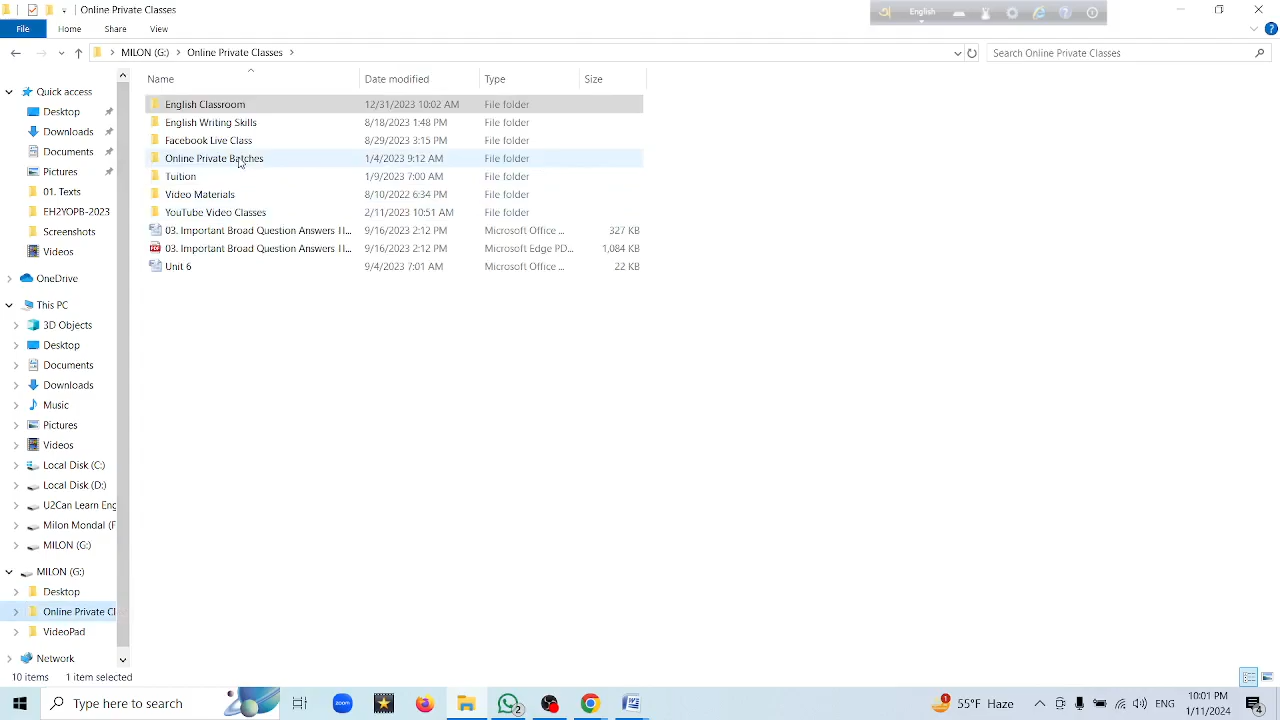 Online Private Classes
অ English
File Home Share View
MILON (G:) Online Private Classes
Search Online Private Classes
Name Date modified Type Size
Quick access
Desktop
Downloads
Documents
Pictures
01. Texts
EH2YOPB-2023
Screenshots
Videos
OneDrive
This PC
3D Objects
Desktop
Documents
Downloads
Music
Pictures
Videos
Local Disk (C:)
Local Disk (D:)
U2Can Learn Eng
Milon Mondal (F
MILON (G:)
MILON (G:)
Desktop
Online Private Cl
VideoPad
Network
English Classroom 12/31/2023 10:02 AM File folder
English Writing Skills 8/18/2023 1:48 PM File folder
Facebook Live Class 8/29/2023 3:15 PM File folder
Online Private Batches 1/4/2023 9:12 AM File folder
Tuition 1/9/2023 7:00 AM File folder
Video Materials 8/10/2022 6:34 PM File folder
YouTube Video Classes 2/11/2023 10:51 AM File folder
03. Important Broad Question Answers II... 9/16/2023 2:12 PM Microsoft Office ... 327 KB
03. Important Broad Question Answers II... 9/16/2023 2:12 PM Microsoft Edge PD... 1,084 KB
Unit 6 9/4/2023 7:01 AM Microsoft Office ... 22 KB
10 items 1 item selected
Type here to search
zoom
2
1
55°F Haze
ENG
10:01 PM
1/11/2024
4